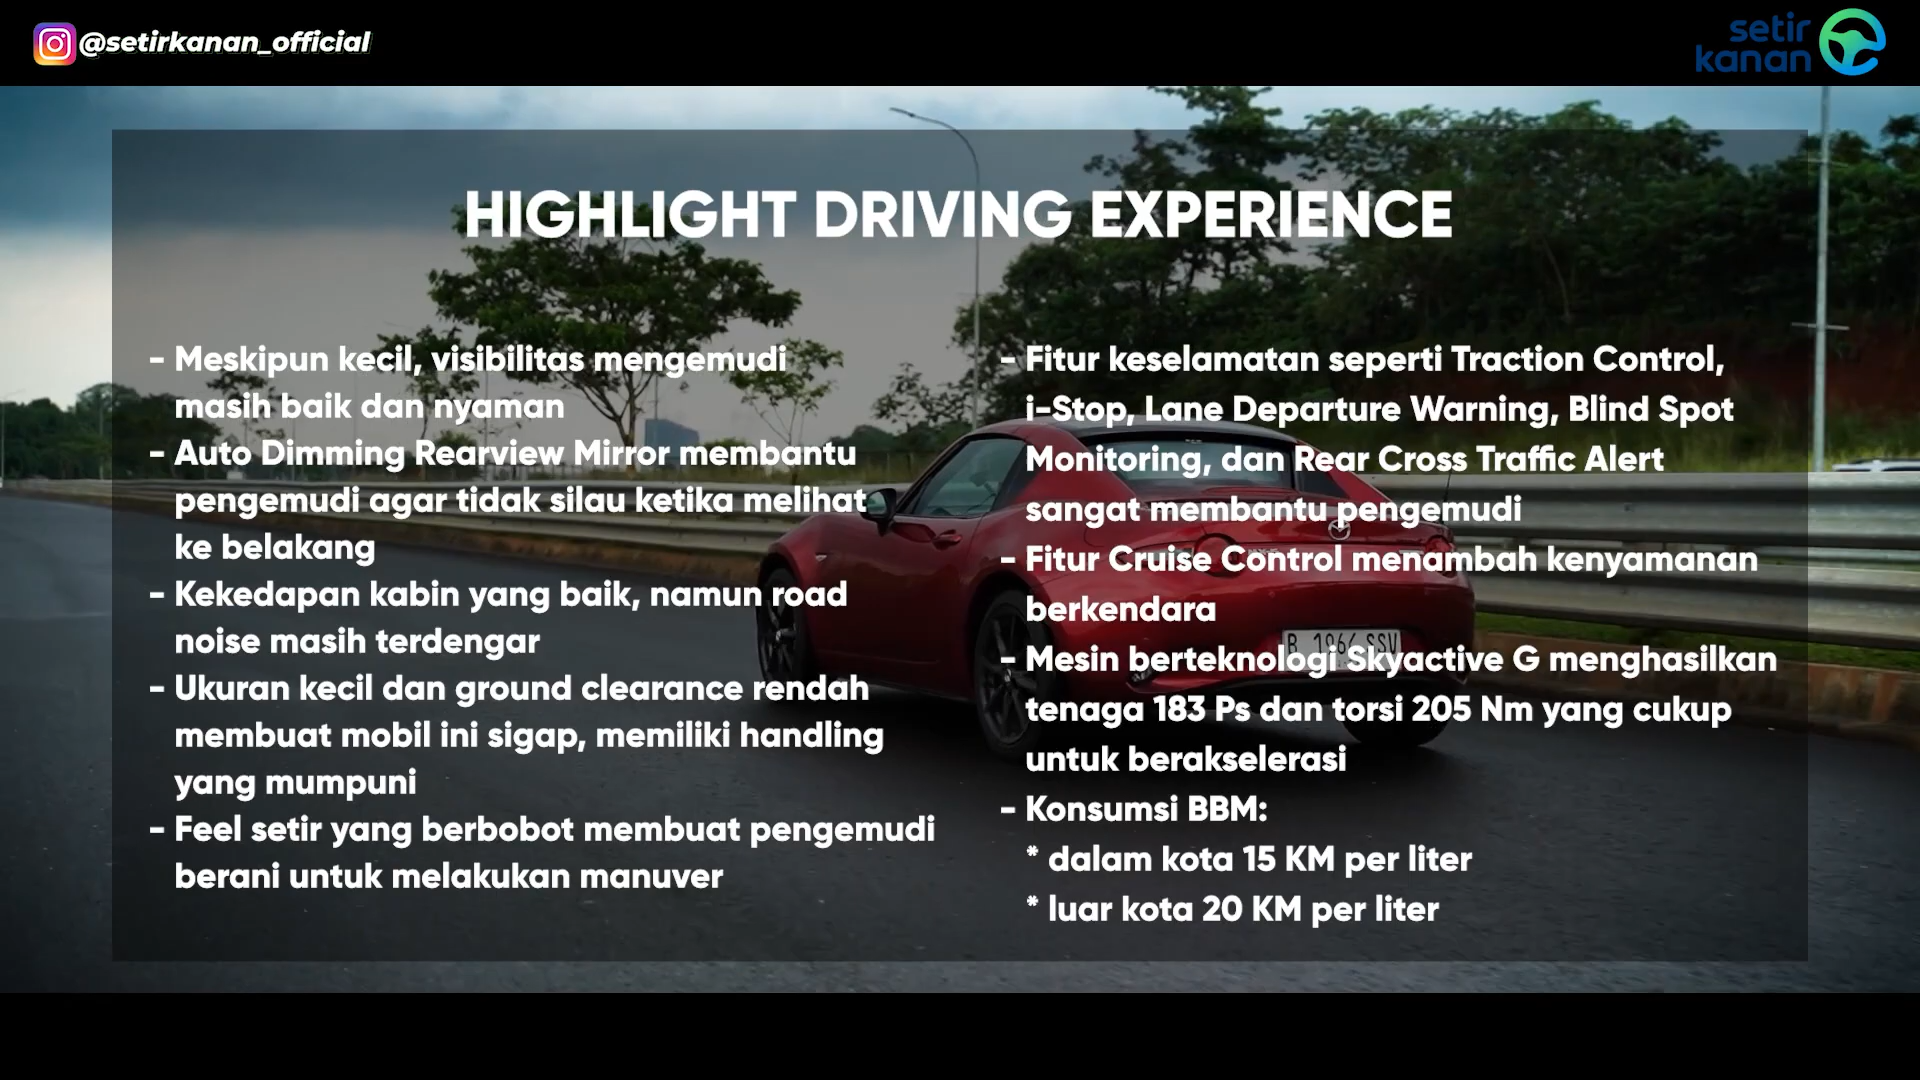 @setirkanan_official
setir
kanan
HIGHLIGHT DRIVING EXPERIENCE
- Meskipun kecil, visibilitas mengemudi
masih baik dan nyaman
- Auto Dimming Rearview Mirror membantu
pengemudi agar tidak silau ketika melihat
ke belakang
- Kekedapan kabin yang baik, namun road
noise masih terdengar
- Ukuran kecil dan ground clearance rendah
membuat mobil ini sigap, memiliki handling
yang mumpuni
- Feel setir yang berbobot membuat pengemudi
berani untuk melakukan manuver
- Fitur keselamatan seperti Traction Control,
i-Stop, Lane Departure Warning, Blind Spot
Monitoring, dan Rear Cross Traffic Alert
sangat membantu pengemudi
- Fitur Cruise Control menambah kenyamanan
berkendara
- Mesin berteknologi Skyactive G menghasilkan
tenaga 183 Ps dan torsi 205 Nm yang cukup
untuk berakselerasi
- Konsumsi BBM:
* dalam kota 15 KM per liter
* luar kota 20 KM per liter
B 1966 SSV